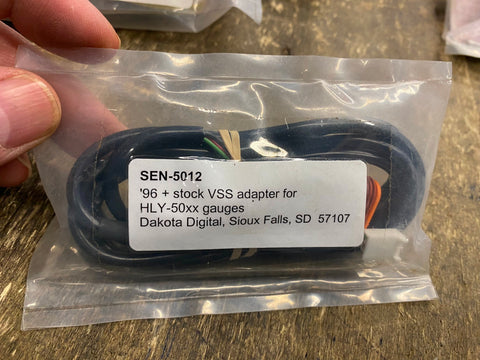 SEN-5012
'96 + stock VSS adapter for
HLY-50xx gauges
Dakota Digital, Sioux Falls, SD 57107